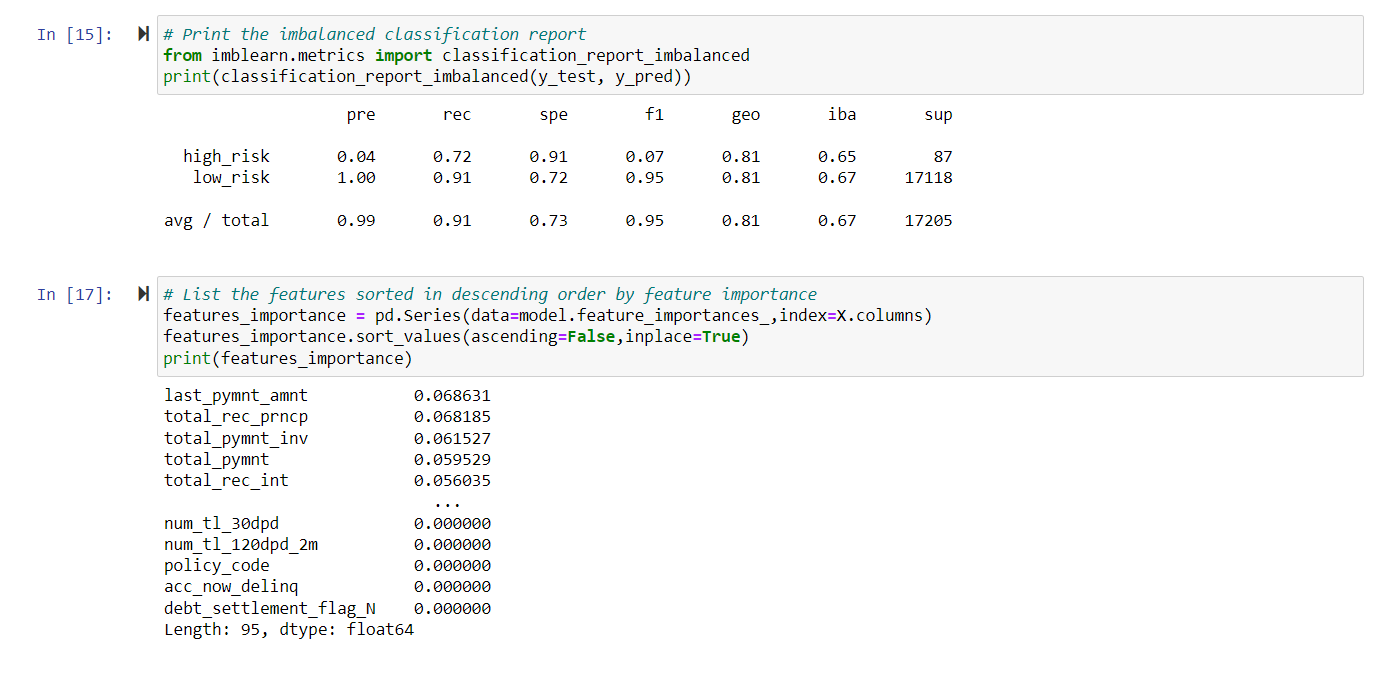 In [15]: # Print the imbalanced classification report
from imblearn.metrics import classification_report_imbalanced
print(classification_report_imbalanced(y_test, y_pred))
pre rec spe f1 geo iba sup
high_risk 0.04 0.72 0.91 0.07 0.81 0.65 87
low_risk 1.00 0.91 0.72 0.95 0.81 0.67 17118
avg / total 0.99 0.91 0.73 0.95 0.81 0.67 17205
In [17]: # List the features sorted in descending order by feature importance
features_importance = pd.Series(data=model.feature_importances_,index=X.columns)
features_importance.sort_values(ascending=False,inplace=True)
print(features_importance)
last_pymnt_amnt 0.068631
total_rec_prncp 0.068185
total_pymnt_inv 0.061527
total_pymnt 0.059529
total_rec_int 0.056035
...
num_tl_30dpd 0.000000
num_tl_120dpd_2m 0.000000
policy_code 0.000000
acc_now_delinq 0.000000
debt_settlement_flag_N 0.000000
Length: 95, dtype: float64